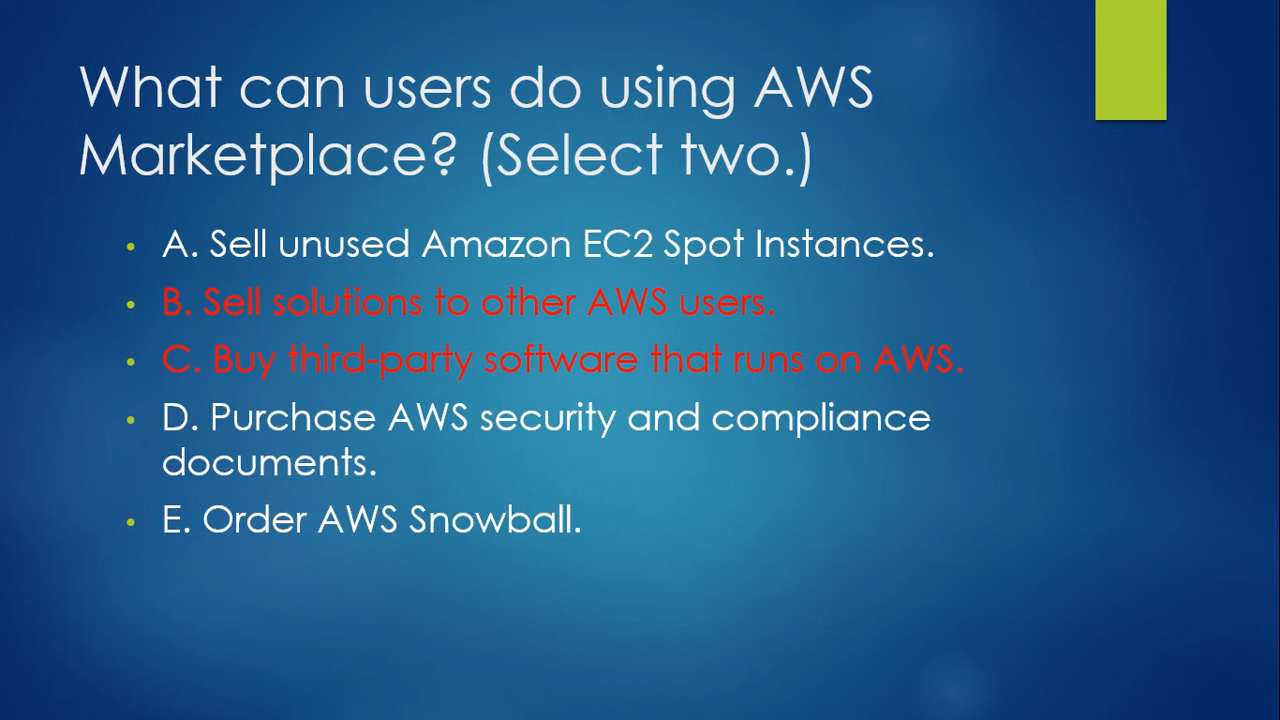 What can users do using AWS
Marketplace? (Select two.)
• A. Sell unused Amazon EC2 Spot Instances.
• B. Sell solutions to other AWS users.
• C. Buy third-party software that runs on AWS.
• D. Purchase AWS security and compliance
documents.
• E. Order AWS Snowball.